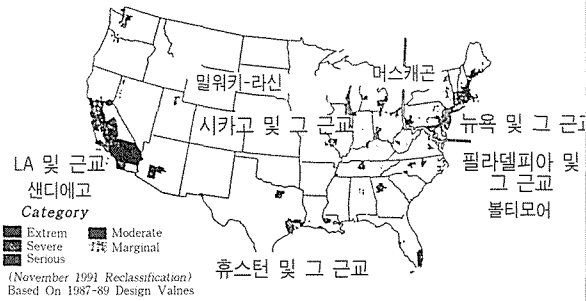 밀워키-라신
머스캐곤
시카고 및 그 근교
뉴욕 및 그 근교
LA 및 근교
샌디에고
필라델피아 및
그 근교
볼티모어
Category
Extrem
Severe
Serious
Moderate
Marginal
휴스턴 및 그 근교
(November 1991 Reclassification)
Based On 1987-89 Design Valnes